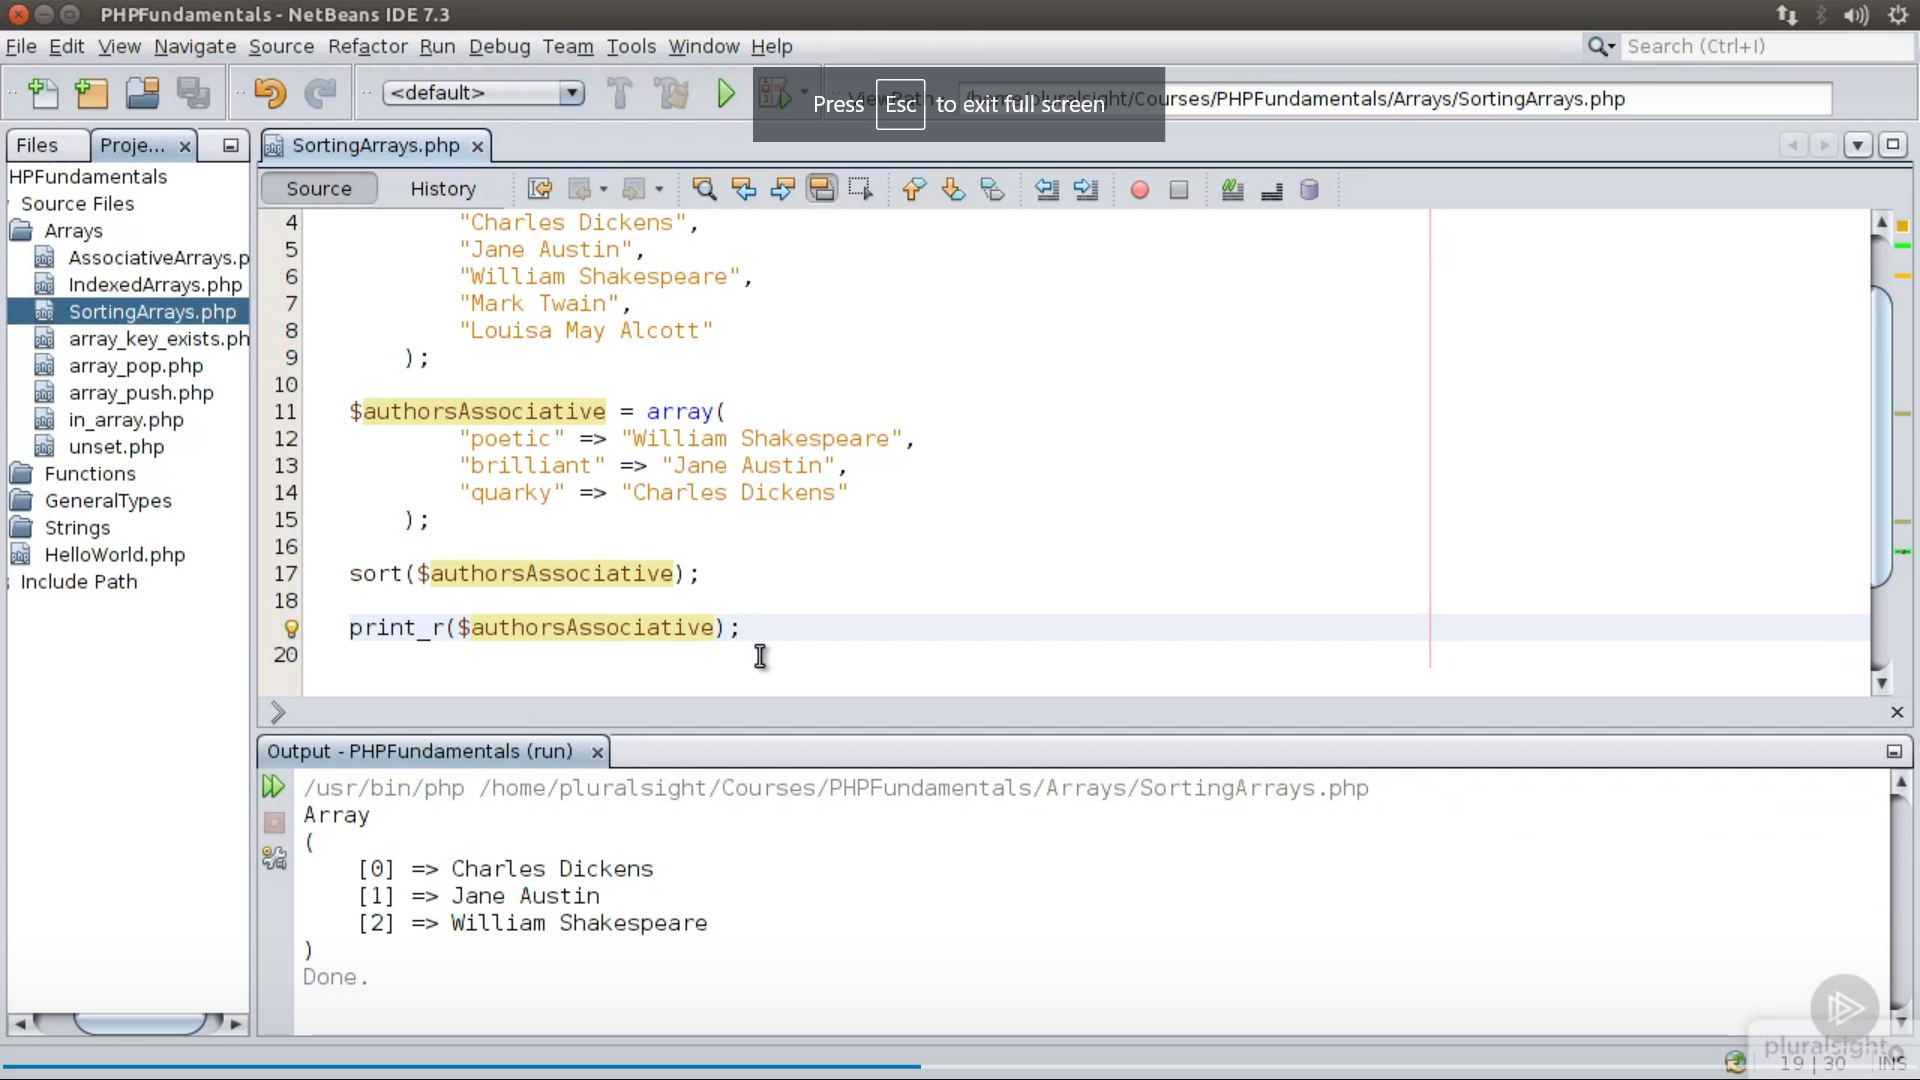 PHPFundamentals - NetBeans IDE 7.3
File Edit View Navigate Source Refactor Run Debug Team Tools Window Help
Search (Ctrl+I)
<default>
Press Esc to exit full screen
/home/pluralsight/Courses/PHPFundamentals/Arrays/SortingArrays.php
Files Proje...
SortingArrays.php
Source History
HPFundamentals
Source Files
Arrays
AssociativeArrays.p
IndexedArrays.php
SortingArrays.php
array_key_exists.ph
array_pop.php
array_push.php
in_array.php
unset.php
Functions
GeneralTypes
Strings
HelloWorld.php
Include Path
4 "Charles Dickens",
5 "Jane Austin",
6 "William Shakespeare",
7 "Mark Twain",
8 "Louisa May Alcott"
9 );
10
11 $authorsAssociative = array(
12 "poetic" => "William Shakespeare",
13 "brilliant" => "Jane Austin",
14 "quarky" => "Charles Dickens"
15 );
16
17 sort($authorsAssociative);
18
print_r($authorsAssociative);
20
Output - PHPFundamentals (run)
/usr/bin/php /home/pluralsight/Courses/PHPFundamentals/Arrays/SortingArrays.php
Array
(
[0] => Charles Dickens
[1] => Jane Austin
[2] => William Shakespeare
)
Done.
pluralsight
19 | 30 INS